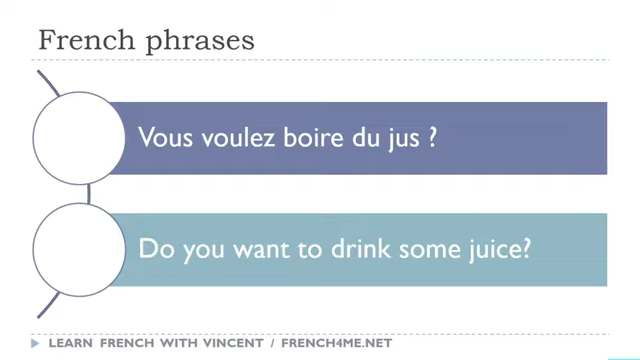 French phrases
Vous voulez boire du jus ?
Do you want to drink some juice?
LEARN FRENCH WITH VINCENT / FRENCH4ME.NET